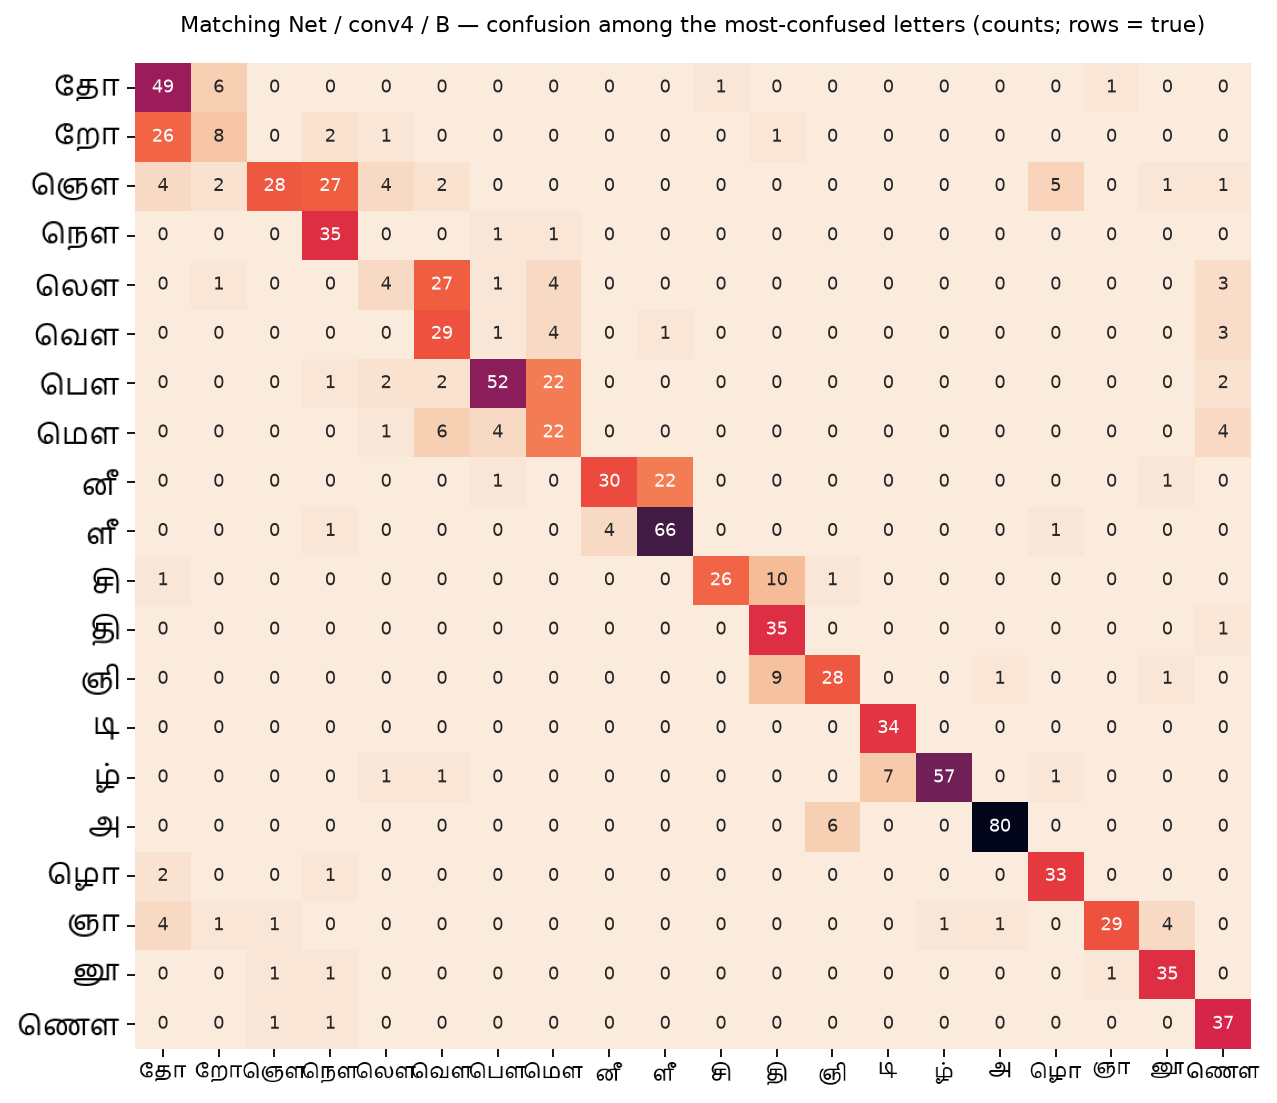 Matching Net / conv4 / B — confusion among the most-confused letters (counts; rows = true)
தோ 49 6 0 0 0 0 0 0 0 0 1 0 0 0 0 0 0 1 0 0
றோ 26 8 0 2 1 0 0 0 0 0 0 1 0 0 0 0 0 0 0 0
ஞௌ 4 2 28 27 4 2 0 0 0 0 0 0 0 0 0 0 5 0 1 1
நௌ 0 0 0 35 0 0 1 1 0 0 0 0 0 0 0 0 0 0 0 0
லௌ 0 1 0 0 4 27 1 4 0 0 0 0 0 0 0 0 0 0 0 3
வௌ 0 0 0 0 0 29 1 4 0 1 0 0 0 0 0 0 0 0 0 3
பௌ 0 0 0 1 2 2 52 22 0 0 0 0 0 0 0 0 0 0 0 2
மௌ 0 0 0 0 1 6 4 22 0 0 0 0 0 0 0 0 0 0 0 4
னீ 0 0 0 0 0 0 1 0 30 22 0 0 0 0 0 0 0 0 1 0
ளீ 0 0 0 1 0 0 0 0 4 66 0 0 0 0 0 0 1 0 0 0
சி 1 0 0 0 0 0 0 0 0 0 26 10 1 0 0 0 0 0 0 0
தி 0 0 0 0 0 0 0 0 0 0 0 35 0 0 0 0 0 0 0 1
ஞி 0 0 0 0 0 0 0 0 0 0 0 9 28 0 0 1 0 0 1 0
டி 0 0 0 0 0 0 0 0 0 0 0 0 0 34 0 0 0 0 0 0
ழ் 0 0 0 0 1 1 0 0 0 0 0 0 0 7 57 0 1 0 0 0
அ 0 0 0 0 0 0 0 0 0 0 0 0 6 0 0 80 0 0 0 0
ழொ 2 0 0 1 0 0 0 0 0 0 0 0 0 0 0 0 33 0 0 0
ஞா 4 1 1 0 0 0 0 0 0 0 0 0 0 0 1 1 0 29 4 0
னூ 0 0 1 1 0 0 0 0 0 0 0 0 0 0 0 0 0 1 35 0
ணௌ 0 0 1 1 0 0 0 0 0 0 0 0 0 0 0 0 0 0 0 37
தோ றோ ஞௌ நௌ லௌ வௌ பௌ மௌ னீ ளீ சி தி ஞி டி ழ் அ ழொ ஞா னூ ணௌ